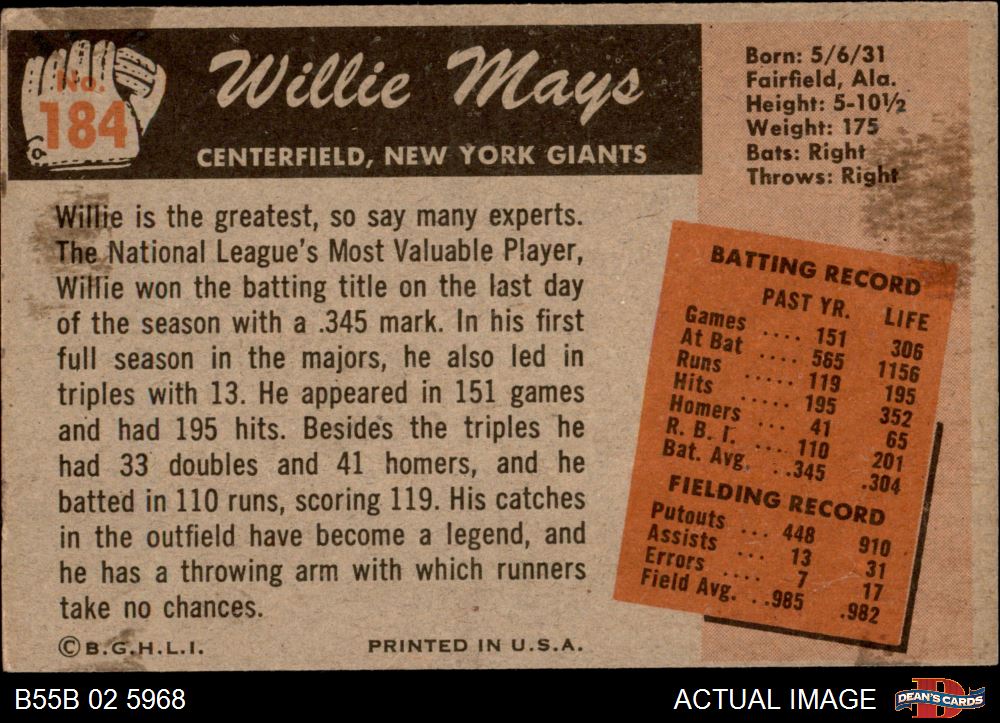 No.
184
Willie Mays
CENTERFIELD, NEW YORK GIANTS
Born: 5/6/31
Fairfield, Ala.
Height: 5-10½
Weight: 175
Bats: Right
Throws: Right
Willie is the greatest, so say many experts.
The National League's Most Valuable Player,
Willie won the batting title on the last day
of the season with a .345 mark. In his first
full season in the majors, he also led in
triples with 13. He appeared in 151 games
and had 195 hits. Besides the triples he
had 33 doubles and 41 homers, and he
batted in 110 runs, scoring 119. His catches
in the outfield have become a legend, and
he has a throwing arm with which runners
take no chances.
BATTING RECORD
PAST YR. LIFE
Games .... 151 306
At Bat .... 565 1156
Runs ..... 119 195
Hits ..... 195 352
Homers .... 41 65
R. B. I. .... 110 201
Bat. Avg. ..345 .304
FIELDING RECORD
Putouts ... 448 910
Assists ... 13 31
Errors .... 7 17
Field Avg. ..985 .982
© B.G.H.L.I. PRINTED IN U.S.A.
B55B 02 5968 ACTUAL IMAGE D DEAN'S CARDS